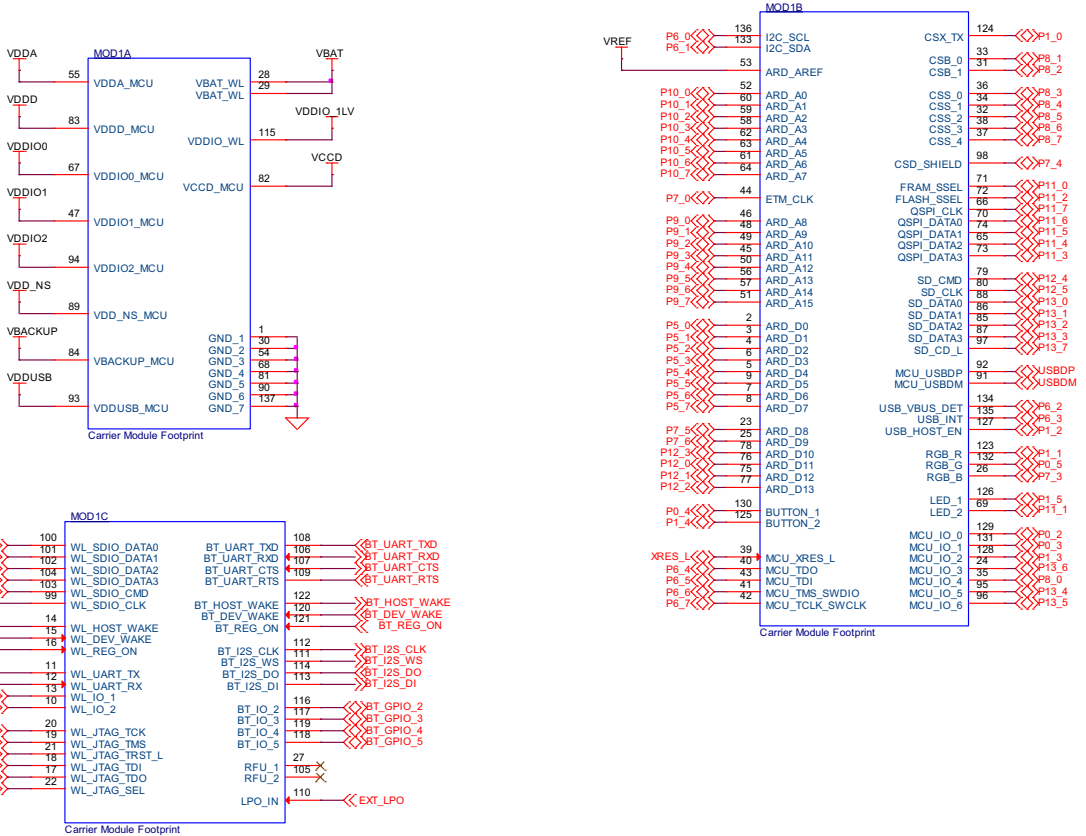 MOD1A
VDDA
55
VDDA_MCU
VDDD
83
VDDD_MCU
VDDIO0
67
VDDIO0_MCU
VDDIO1
47
VDDIO1_MCU
VDDIO2
94
VDDIO2_MCU
VDD_NS
89
VDD_NS_MCU
VBACKUP
84
VBACKUP_MCU
VDDUSB
93
VDDUSB_MCU
VBAT
VBAT_WL 28
VBAT_WL 29
VDDIO_1LV
VDDIO_WL 115
VCCD
VCCD_MCU 82
GND_1 1
GND_2 30
GND_3 54
GND_4 68
GND_5 81
GND_6 90
GND_7 137
Carrier Module Footprint
MOD1C
100 WL_SDIO_DATA0
101 WL_SDIO_DATA1
102 WL_SDIO_DATA2
104 WL_SDIO_DATA3
103 WL_SDIO_CMD
99 WL_SDIO_CLK
14 WL_HOST_WAKE
15 WL_DEV_WAKE
16 WL_REG_ON
11 WL_UART_TX
12 WL_UART_RX
13 WL_IO_1
10 WL_IO_2
20 WL_JTAG_TCK
19 WL_JTAG_TMS
21 WL_JTAG_TRST_L
18 WL_JTAG_TDI
17 WL_JTAG_TDO
22 WL_JTAG_SEL
BT_UART_TXD 108 BT_UART_TXD
BT_UART_RXD 106 BT_UART_RXD
BT_UART_CTS 107 BT_UART_CTS
BT_UART_RTS 109 BT_UART_RTS
BT_HOST_WAKE 122 BT_HOST_WAKE
BT_DEV_WAKE 120 BT_DEV_WAKE
BT_REG_ON 121 BT_REG_ON
BT_I2S_CLK 112 BT_I2S_CLK
BT_I2S_WS 111 BT_I2S_WS
BT_I2S_DO 114 BT_I2S_DO
BT_I2S_DI 113 BT_I2S_DI
BT_IO_2 116 BT_GPIO_2
BT_IO_3 117 BT_GPIO_3
BT_IO_4 119 BT_GPIO_4
BT_IO_5 118 BT_GPIO_5
RFU_1 27
RFU_2 105
LPO_IN 110 EXT_LPO
Carrier Module Footprint
MOD1B
P6_0 136 I2C_SCL
P6_1 133 I2C_SDA
VREF
53 ARD_AREF
P10_0 52 ARD_A0
P10_1 60 ARD_A1
P10_2 59 ARD_A2
P10_3 58 ARD_A3
P10_4 62 ARD_A4
P10_5 63 ARD_A5
P10_6 61 ARD_A6
P10_7 64 ARD_A7
P7_0 44 ETM_CLK
P9_0 46 ARD_A8
P9_1 48 ARD_A9
P9_2 49 ARD_A10
P9_3 45 ARD_A11
P9_4 50 ARD_A12
P9_5 56 ARD_A13
P9_6 57 ARD_A14
P9_7 51 ARD_A15
P5_0 2 ARD_D0
P5_1 3 ARD_D1
P5_2 4 ARD_D2
P5_3 6 ARD_D3
P5_4 5 ARD_D4
P5_5 9 ARD_D5
P5_6 7 ARD_D6
P5_7 8 ARD_D7
P7_5 23 ARD_D8
P7_6 25 ARD_D9
P12_3 78 ARD_D10
P12_0 76 ARD_D11
P12_1 75 ARD_D12
P12_2 77 ARD_D13
P0_4 130 BUTTON_1
P1_4 125 BUTTON_2
XRES_L 39 MCU_XRES_L
P6_4 40 MCU_TDO
P6_5 43 MCU_TDI
P6_6 41 MCU_TMS_SWDIO
P6_7 42 MCU_TCLK_SWCLK
CSX_TX 124 P1_0
CSB_0 33 P8_1
CSB_1 31 P8_2
CSS_0 36 P8_3
CSS_1 34 P8_4
CSS_2 32 P8_5
CSS_3 38 P8_6
CSS_4 37 P8_7
CSD_SHIELD 98 P7_4
FRAM_SSEL 71 P11_0
FLASH_SSEL 72 P11_2
QSPI_CLK 66 P11_7
QSPI_DATA0 70 P11_6
QSPI_DATA1 74 P11_5
QSPI_DATA2 65 P11_4
QSPI_DATA3 73 P11_3
SD_CMD 79 P12_4
SD_CLK 80 P12_5
SD_DATA0 88 P13_0
SD_DATA1 86 P13_1
SD_DATA2 85 P13_2
SD_DATA3 87 P13_3
SD_CD_L 97 P13_7
MCU_USBDP 92 USBDP
MCU_USBDM 91 USBDM
USB_VBUS_DET 134 P6_2
USB_INT 135 P6_3
USB_HOST_EN 127 P1_2
RGB_R 123 P1_1
RGB_G 132 P0_5
RGB_B 26 P7_3
LED_1 126 P1_5
LED_2 69 P11_1
MCU_IO_0 129 P0_2
MCU_IO_1 131 P0_3
MCU_IO_2 128 P1_3
MCU_IO_3 24 P13_6
MCU_IO_4 35 P8_0
MCU_IO_5 95 P13_4
MCU_IO_6 96 P13_5
Carrier Module Footprint